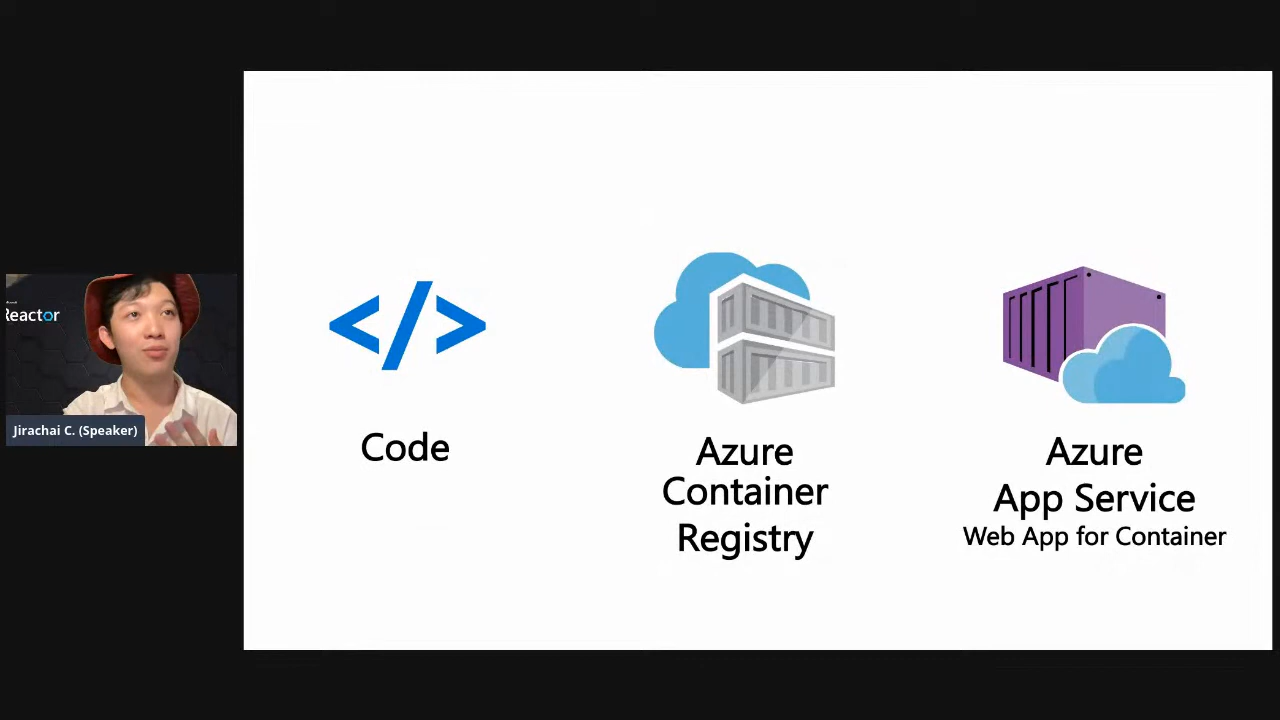 Reactor
Jirachai C. (Speaker)
</>
Code
Azure
Container
Registry
Azure
App Service
Web App for Container